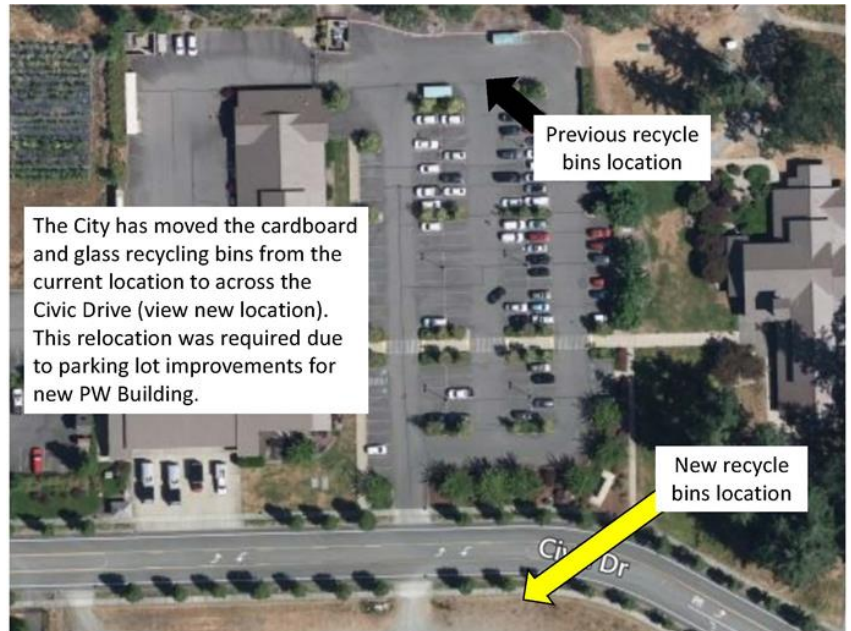 Previous recycle
bins location
The City has moved the cardboard
and glass recycling bins from the
current location to across the
Civic Drive (view new location).
This relocation was required due
to parking lot improvements for
new PW Building.
New recycle
bins location
Dr